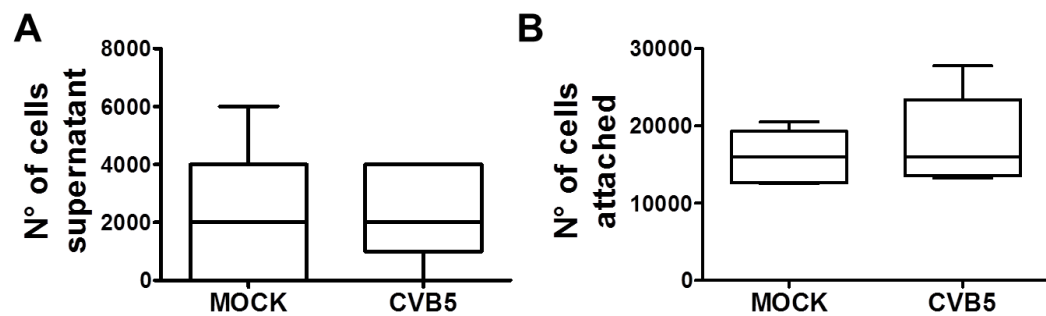 A
N° of cells
supernatant
8000
6000
4000
2000
0
MOCK
CVB5
B
N° of cells
attached
30000
20000
10000
0
MOCK
CVB5